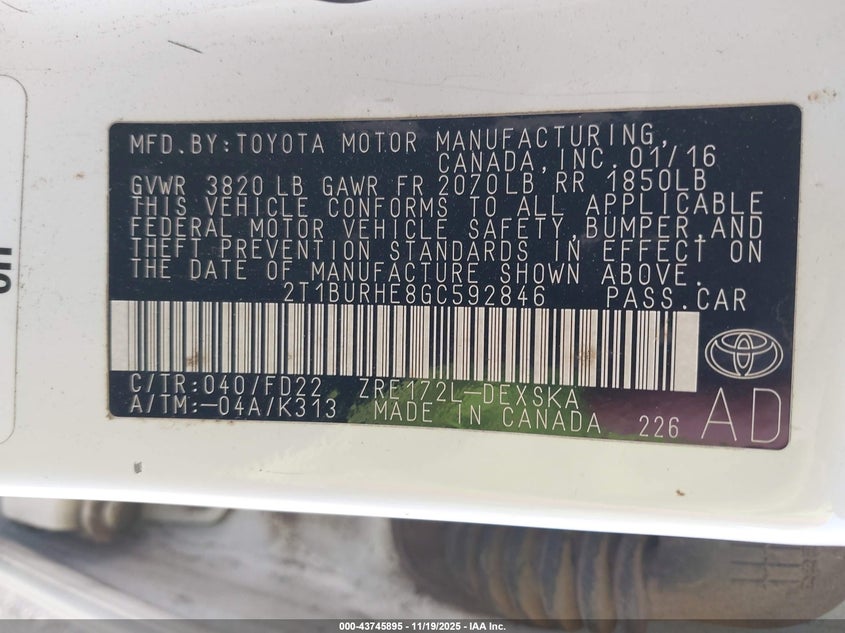 MFD.BY:TOYOTA MOTOR MANUFACTURING,
CANADA,INC. 01/16
GVWR 3820 LB GAWR FR 2070LB RR 1850LB
THIS VEHICLE CONFORMS TO ALL APPLICABLE
FEDERAL MOTOR VEHICLE SAFETY,BUMPER,AND
THEFT PREVENTION STANDARDS IN EFFECT ON
THE DATE OF MANUFACTURE SHOWN ABOVE.
2T1BURHE8GC592846 PASS.CAR
C/TR:040/FD22 ZRE172L-DEXSKA
A/TM:-04A/K313 MADE IN CANADA 226 AD
000-43745895 - 11/19/2025 - IAA Inc.